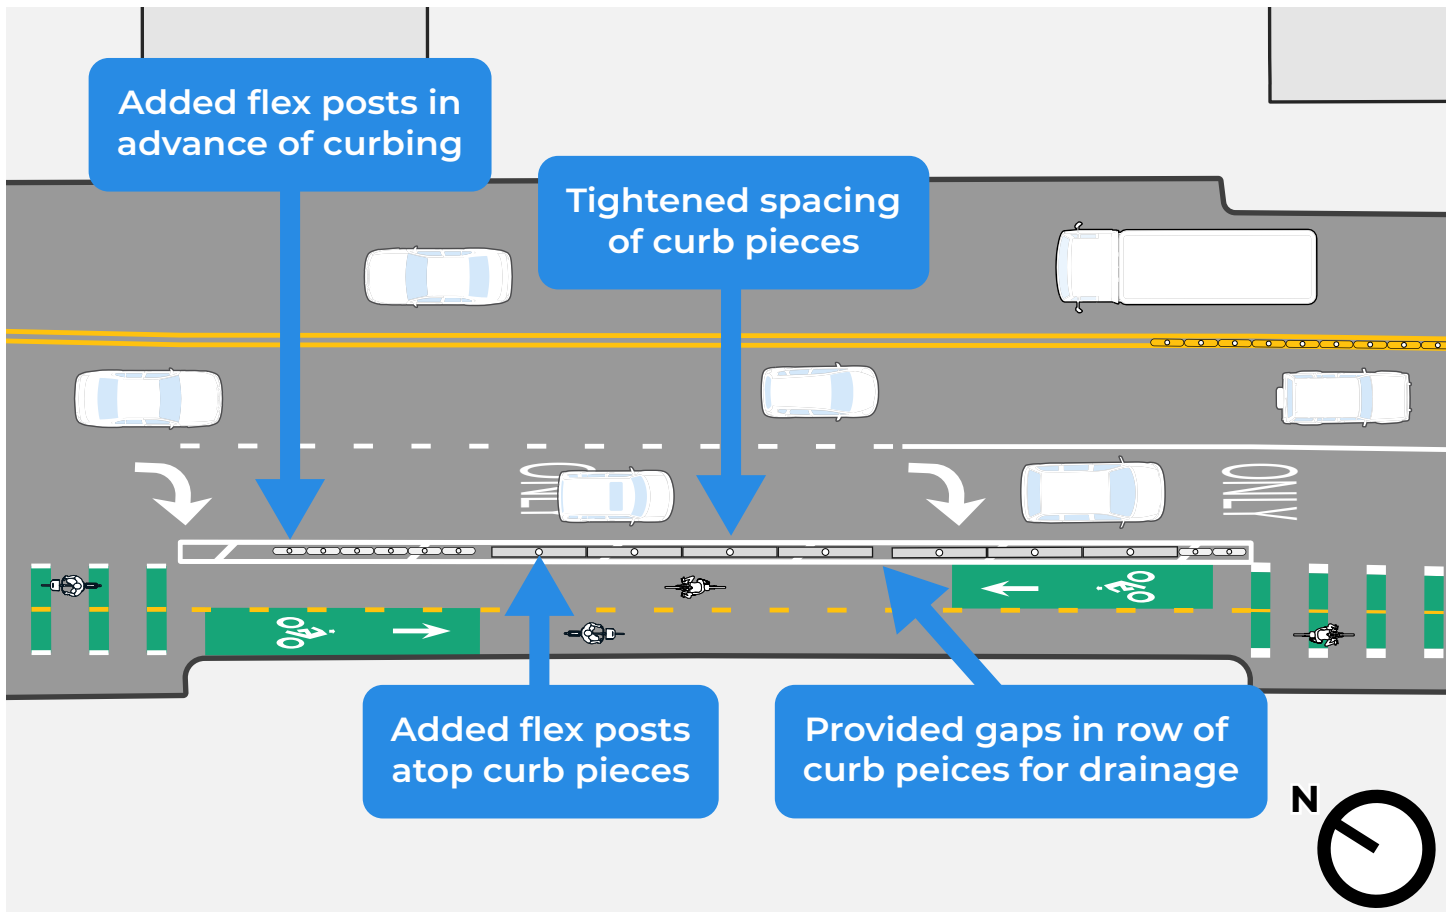 Added flex posts in
advance of curbing
Tightened spacing
of curb pieces
ONLY
Added flex posts
atop curb pieces
Provided gaps in row of
curb peices for drainage
N